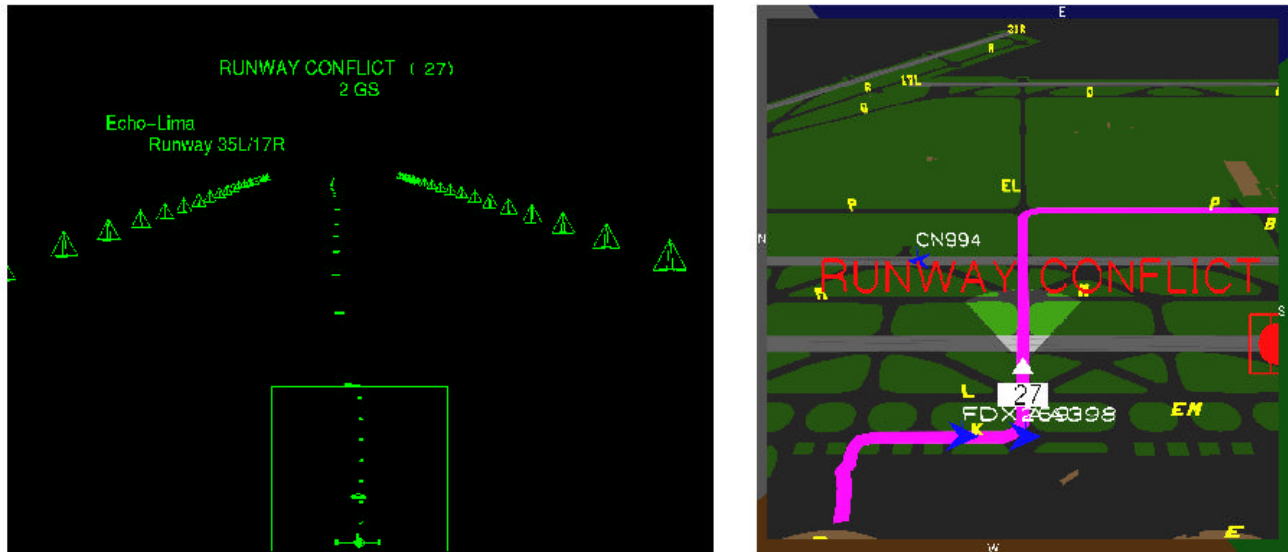 RUNWAY CONFLICT ( 27)
2 GS
Echo-Lima
Runway 35L/17R
E
31R
R
17L
Q
Q
EL
P
P
B
N
CN994
RUNWAY CONFLICT
M
S
L
27
EM
K
E
W